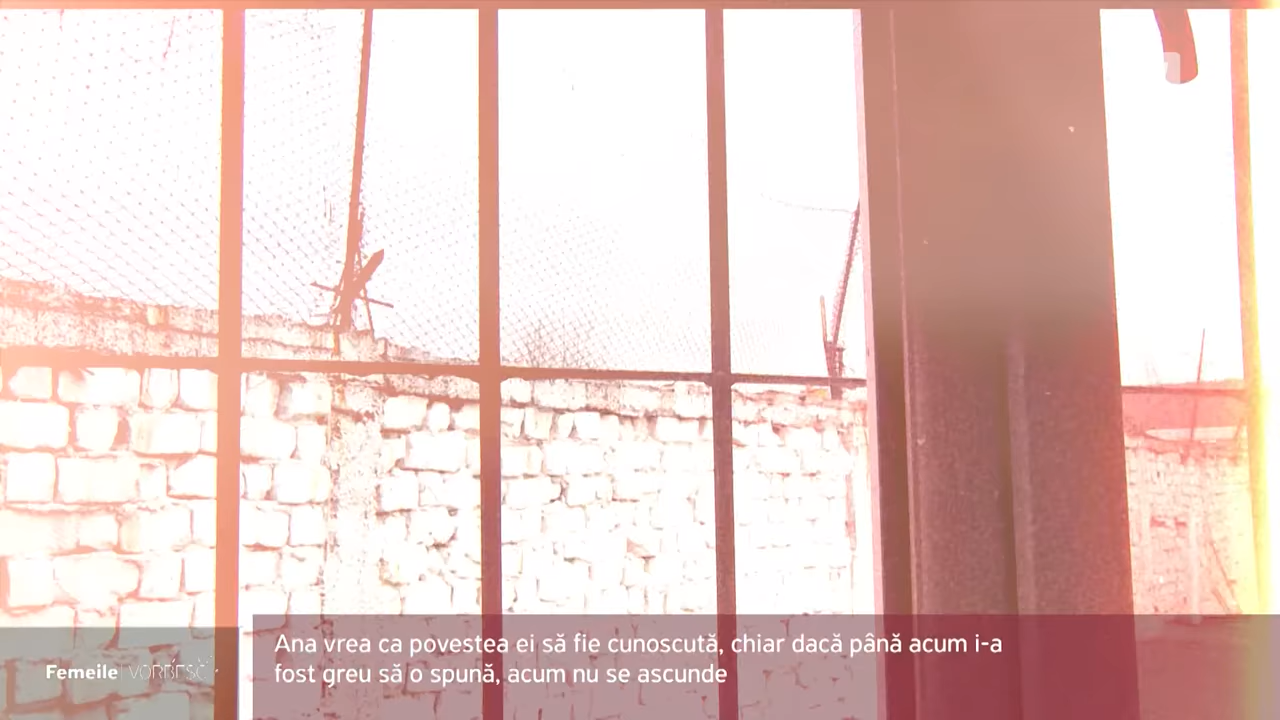 Ana vrea ca povestea ei să fie cunoscută, chiar dacă până acum i-a
fost greu să o spună, acum nu se ascunde
Femeile VORBESC